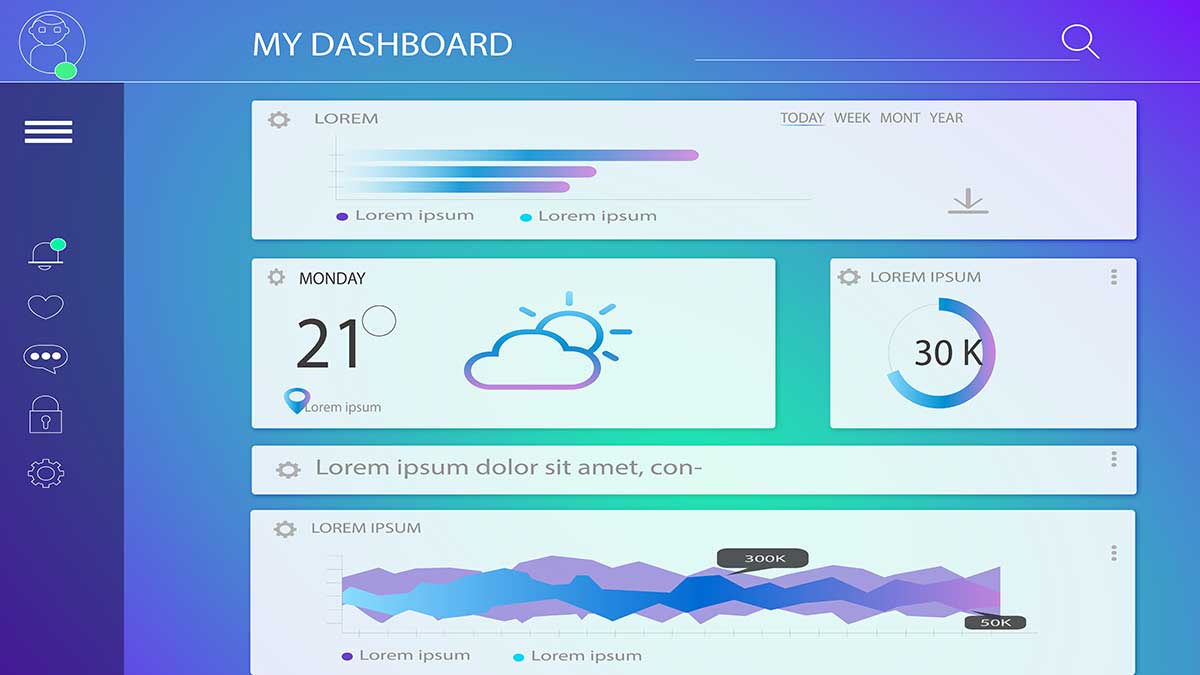 MY DASHBOARD
LOREM
TODAY WEEK MONT YEAR
Lorem ipsum Lorem ipsum
MONDAY
21
Lorem ipsum
LOREM IPSUM
30 K
Lorem ipsum dolor sit amet, con-
LOREM IPSUM
300K
50K
Lorem ipsum Lorem ipsum